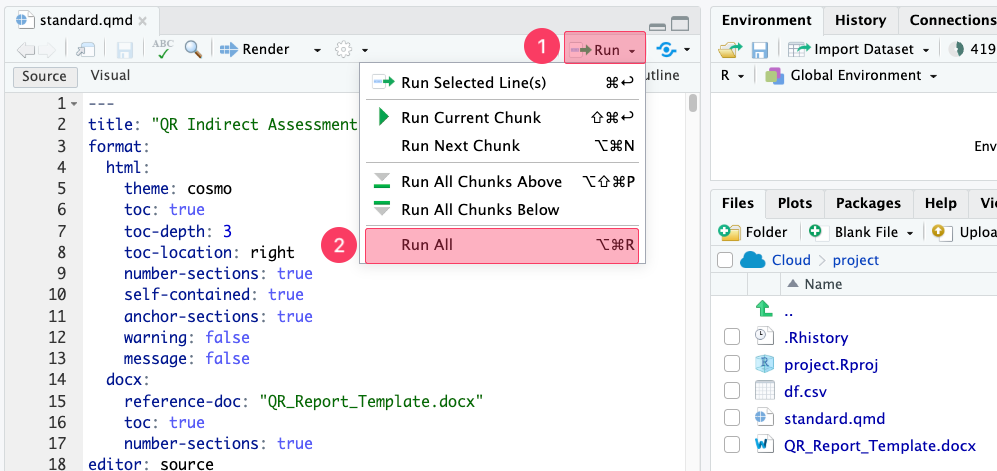 standard.qmd
ABC
Render
1
Run
Source
Visual
utline
Run Selected Line(s) ⌘↩
Run Current Chunk ⇧⌘↩
Run Next Chunk ⌥⌘N
Run All Chunks Above ⌥⇧⌘P
Run All Chunks Below
2
Run All ⌥⌘R
1 ---
2 title: "QR Indirect Assessment
3 format:
4 html:
5 theme: cosmo
6 toc: true
7 toc-depth: 3
8 toc-location: right
9 number-sections: true
10 self-contained: true
11 anchor-sections: true
12 warning: false
13 message: false
14 docx:
15 reference-doc: "QR_Report_Template.docx"
16 toc: true
17 number-sections: true
18 editor: source
Environment History Connections
Import Dataset 419
R Global Environment
Env
Files Plots Packages Help Vi
Folder Blank File Uploa
Cloud project
Name
..
.Rhistory
project.Rproj
df.csv
standard.qmd
QR_Report_Template.docx